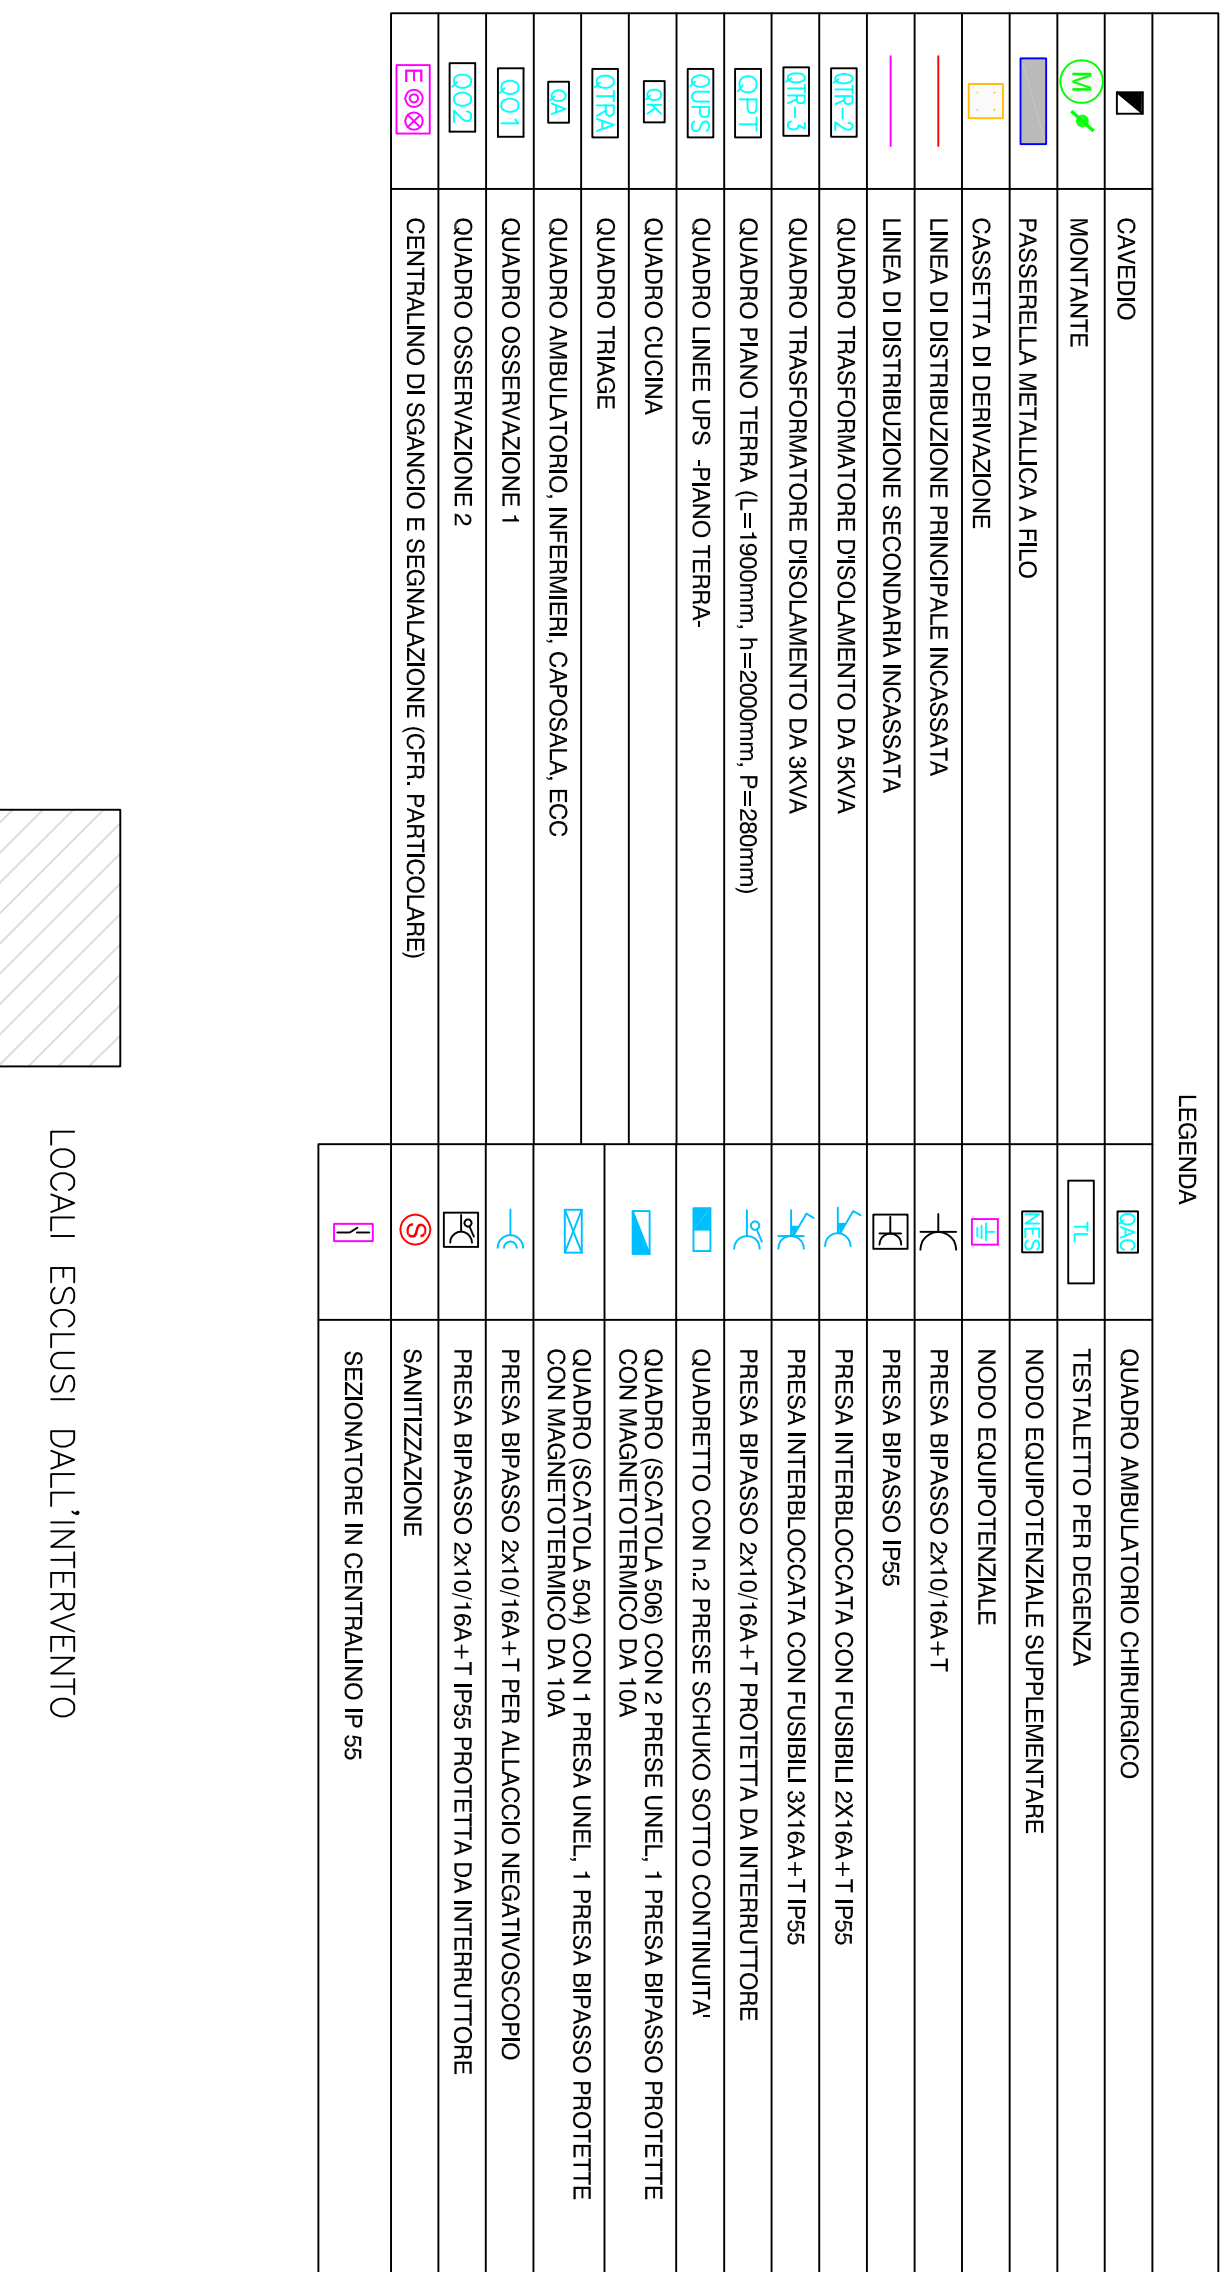 LEGENDA
CAVEDIO
M MONTANTE
PASSERELLA METALLICA A FILO
CASSETTA DI DERIVAZIONE
LINEA DI DISTRIBUZIONE PRINCIPALE INCASSATA
LINEA DI DISTRIBUZIONE SECONDARIA INCASSATA
QTR-2 QUADRO TRASFORMATORE D'ISOLAMENTO DA 5KVA
QTR-3 QUADRO TRASFORMATORE D'ISOLAMENTO DA 3KVA
QPT QUADRO PIANO TERRA (L=1900mm, h=2000mm, P=280mm)
QUPS QUADRO LINEE UPS -PIANO TERRA-
QK QUADRO CUCINA
QTRA QUADRO TRIAGE
QA QUADRO AMBULATORIO, INFERMIERI, CAPOSALA, ECC
QO1 QUADRO OSSERVAZIONE 1
QO2 QUADRO OSSERVAZIONE 2
E CENTRALINO DI SGANCIO E SEGNALAZIONE (CFR. PARTICOLARE)
QAC QUADRO AMBULATORIO CHIRURGICO
TL TESTALETTO PER DEGENZA
NES NODO EQUIPOTENZIALE SUPPLEMENTARE
NODO EQUIPOTENZIALE
PRESA BIPASSO 2x10/16A+T
PRESA BIPASSO IP55
PRESA INTERBLOCCATA CON FUSIBILI 2X16A+T IP55
PRESA INTERBLOCCATA CON FUSIBILI 3X16A+T IP55
PRESA BIPASSO 2x10/16A+T PROTETTA DA INTERRUTTORE
QUADRETTO CON n.2 PRESE SCHUKO SOTTO CONTINUITA'
QUADRO (SCATOLA 506) CON 2 PRESE UNEL, 1 PRESA BIPASSO PROTETTE
CON MAGNETOTERMICO DA 10A
QUADRO (SCATOLA 504) CON 1 PRESA UNEL, 1 PRESA BIPASSO PROTETTE
CON MAGNETOTERMICO DA 10A
PRESA BIPASSO 2x10/16A+T PER ALLACCIO NEGATIVOSCOPIO
PRESA BIPASSO 2x10/16A+T IP55 PROTETTA DA INTERRUTTORE
S SANITIZZAZIONE
SEZIONATORE IN CENTRALINO IP 55
LOCALI ESCLUSI DALL'INTERVENTO